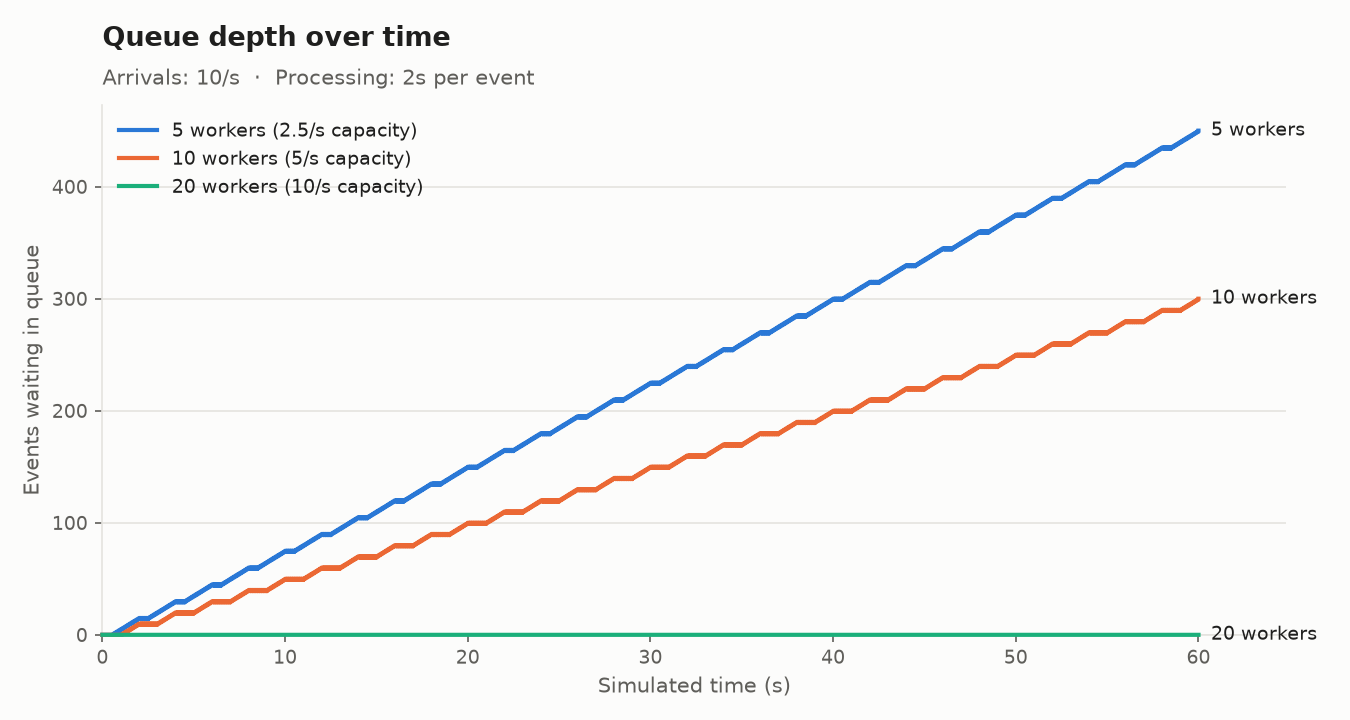 Queue depth over time
Arrivals: 10/s · Processing: 2s per event
5 workers (2.5/s capacity)
10 workers (5/s capacity)
20 workers (10/s capacity)
5 workers
10 workers
20 workers
Events waiting in queue
400
300
200
100
0
0 10 20 30 40 50 60
Simulated time (s)